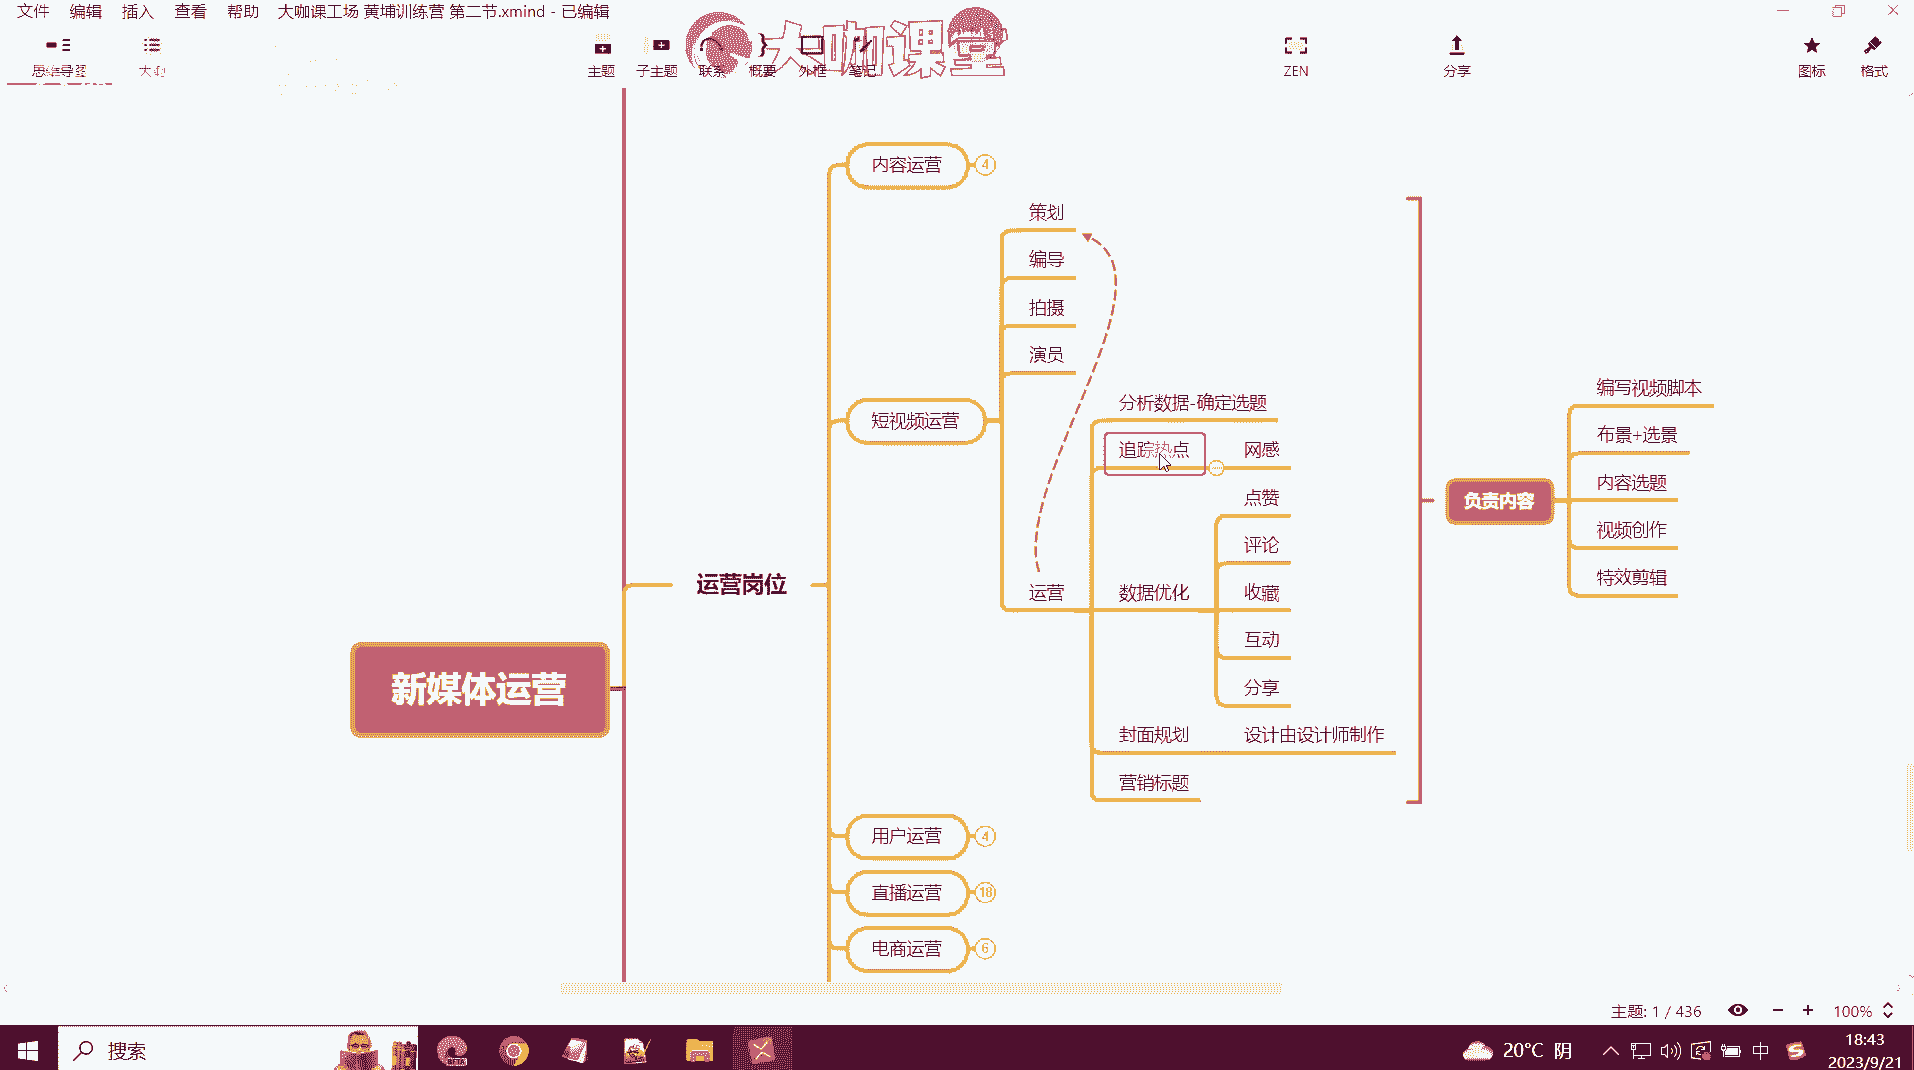 文件 编辑 插入 查看 帮助 大咖课工场 黄埔训练营 第二节.xmind - 已编辑
思维导图 大纲 主题 子主题 联系 概要 外框 笔记 ZEN 分享 图标 格式
大咖课堂
内容运营 4
策划
编导
拍摄
演员
短视频运营
分析数据-确定选题
追踪热点 网感
点赞
评论
运营 数据优化 收藏
互动
分享
封面规划 设计由设计师制作
营销标题
负责内容
编写视频脚本
布景+选景
内容选题
视频创作
特效剪辑
运营岗位
新媒体运营
用户运营 4
直播运营 18
电商运营 6
主题: 1 / 436 100%
搜索
BETA
20°C 阴
中
18:43
2023/9/21